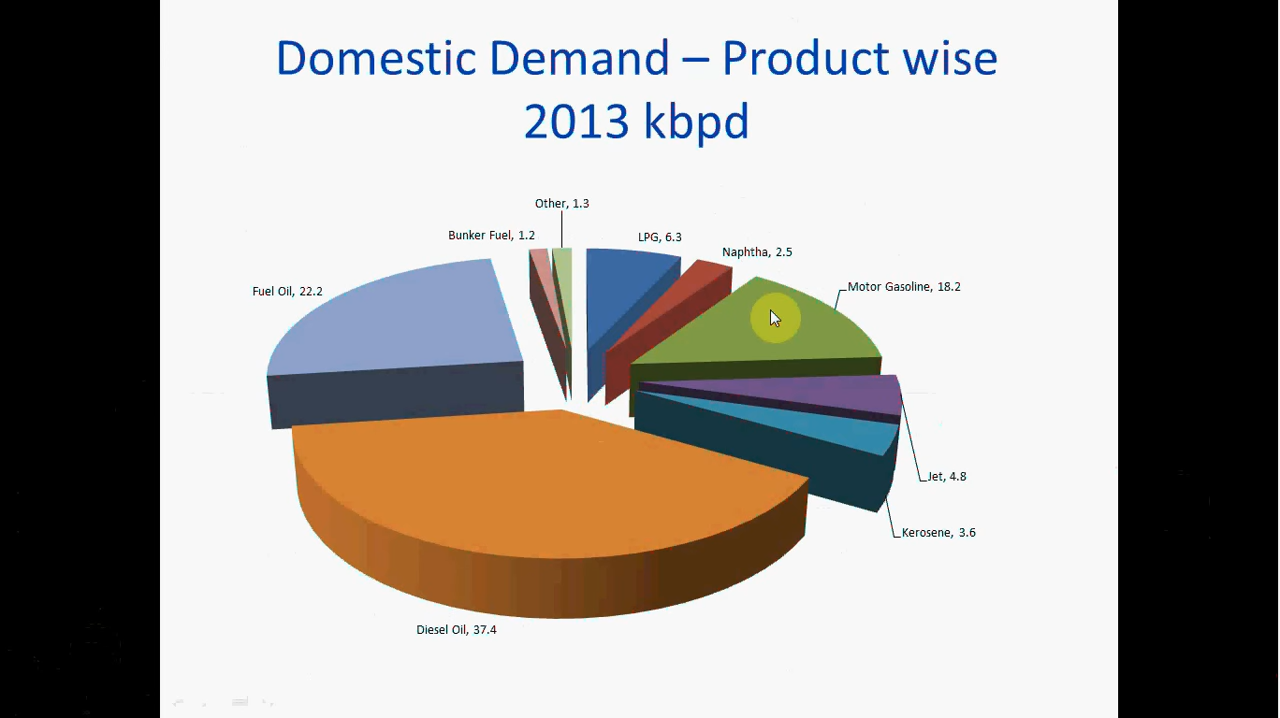 Domestic Demand – Product wise
2013 kbpd
Other, 1.3
Bunker Fuel, 1.2
LPG, 6.3
Naphtha, 2.5
Motor Gasoline, 18.2
Fuel Oil, 22.2
Jet, 4.8
Kerosene, 3.6
Diesel Oil, 37.4